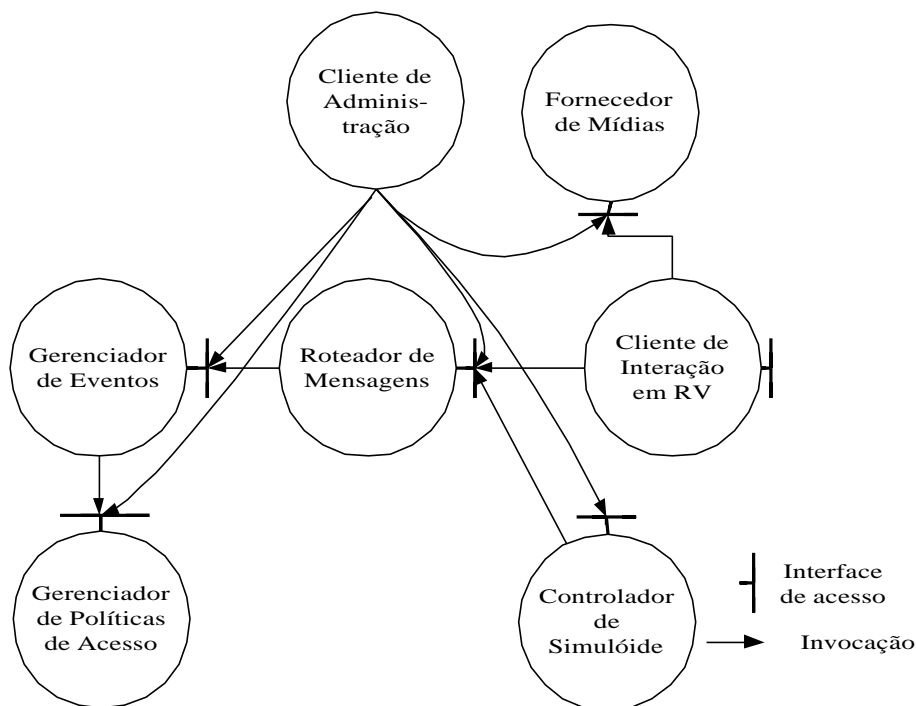 Cliente de
Adminis-
tração
Fornecedor
de Mídias
Gerenciador
de Eventos
Roteador de
Mensagens
Cliente de
Interação
em RV
Gerenciador
de Políticas
de Acesso
Controlador
de
Simulóide
Interface
de acesso
Invocação